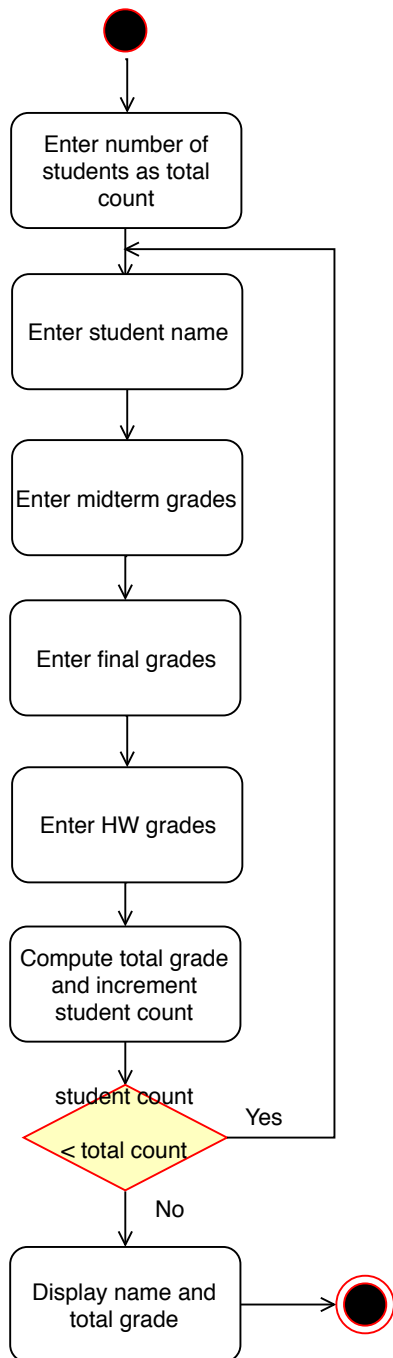 Enter number of
students as total
count
Enter student name
Enter midterm grades
Enter final grades
Enter HW grades
Compute total grade
and increment
student count
student count
< total count
Yes
No
Display name and
total grade